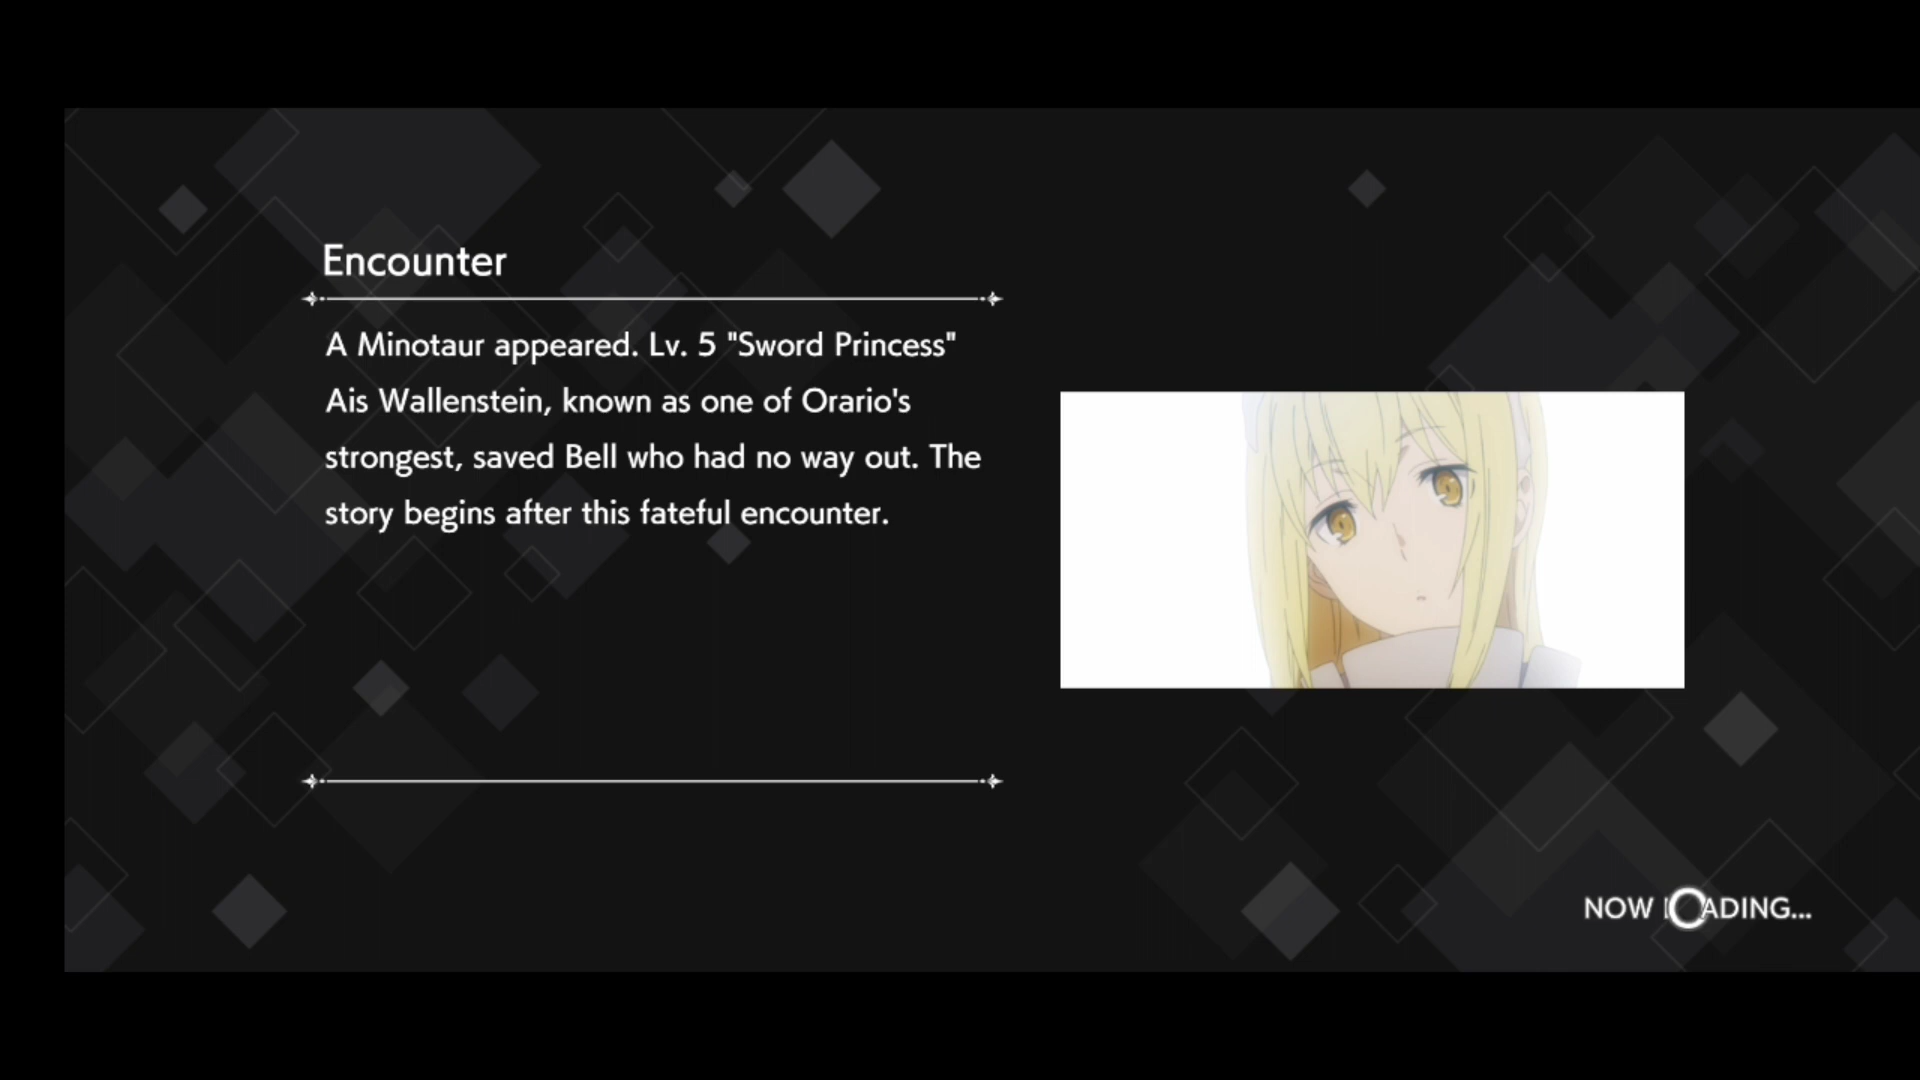 Encounter
A Minotaur appeared. Lv. 5 "Sword Princess"
Ais Wallenstein, known as one of Orario's
strongest, saved Bell who had no way out. The
story begins after this fateful encounter.
NOW LOADING...